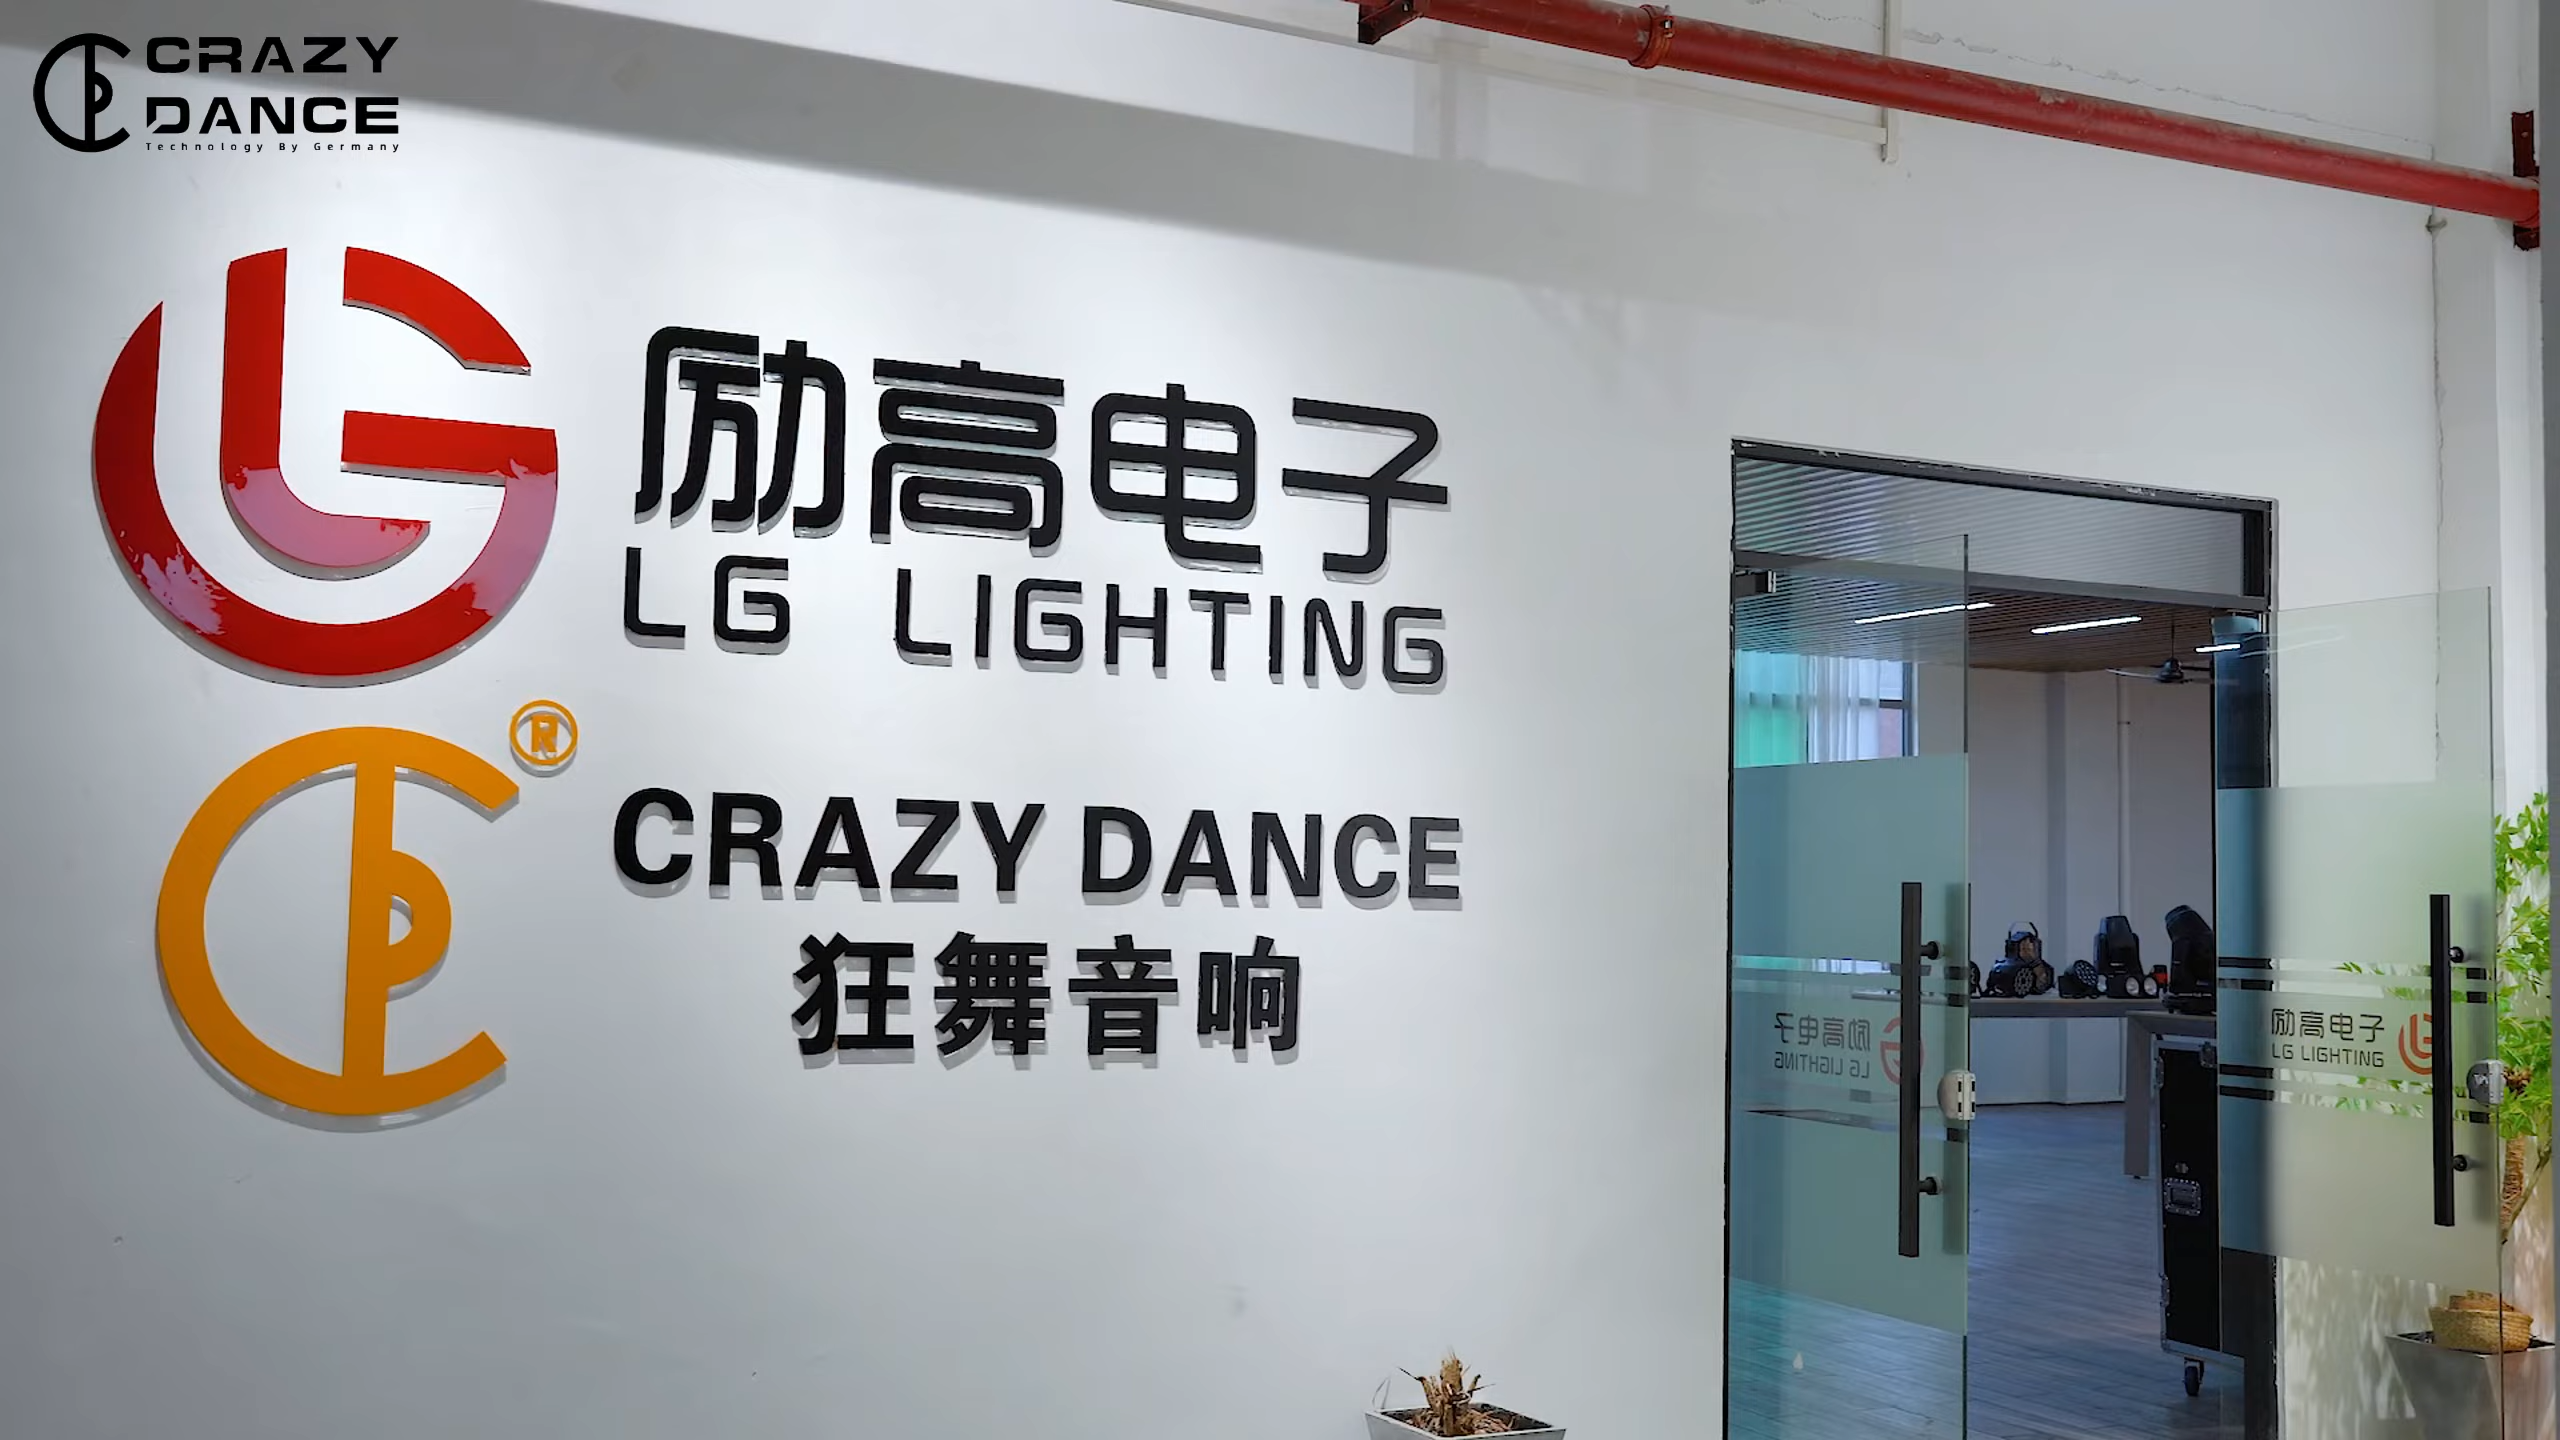 CRAZY
DANCE
Technology By Germany
励高电子
LG LIGHTING
®
CRAZY DANCE
狂舞音响
励高电子
LG LIGHTING
励高电子
LG LIGHTING